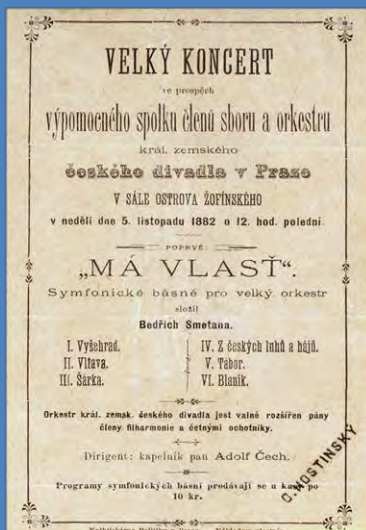 VELKÝ KONCERT
ve prospěch
výpomocného spolku členů sboru a orkestru
král. zemského
českého divadla v Praze
V SÁLE OSTROVA ŽOFÍNSKÉHO
v neděli dne 5. listopadu 1882 o 12. hod. polední.
POPRVÉ:
„MÁ VLASŤ“.
Symfonické básně pro velký orkestr
složil
Bedřich Smetana.
I. Vyšehrad.
II. Vltava.
III. Šárka.
IV. Z českých luhů a hájů.
V. Tábor.
VI. Blaník.
Orkestr král. zemsk. českého divadla jest valně rozšířen pány
členy filharmonie a četnými ochotníky.
Dirigent: kapelník pan Adolf Čech.
Programy symfonických básní prodávají se u kasy po
10 kr.
O. HOSTINSKÝ